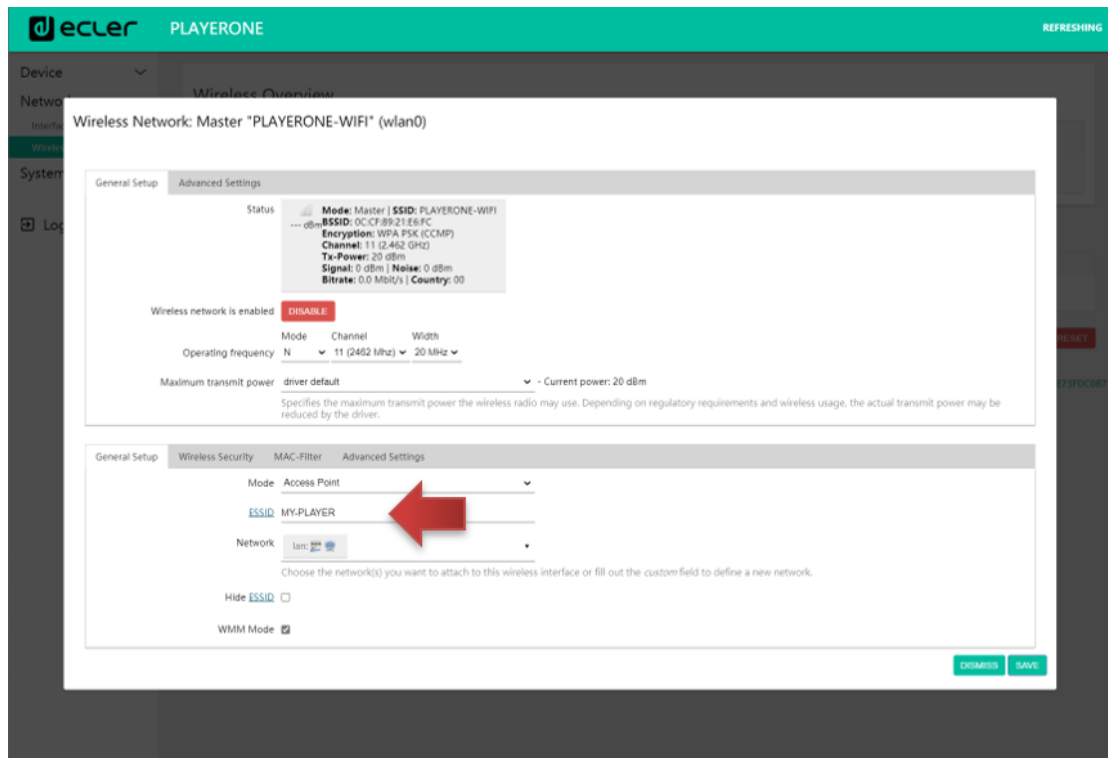 ecler PLAYERONE REFRESHING
Device
Wireless Overview
Wireless Network: Master "PLAYERONE-WIFI" (wlan0)
System
General Setup Advanced Settings
Status
Mode: Master | SSID: PLAYERONE-WIFI
--- dBm BSSID: 0C:CF:89:21:E6:FC
Encryption: WPA PSK (CCMP)
Channel: 11 (2.462 GHz)
Tx-Power: 20 dBm
Signal: 0 dBm | Noise: 0 dBm
Bitrate: 0.0 Mbit/s | Country: 00
Wireless network is enabled DISABLE
Mode Channel Width
Operating frequency N 11 (2462 Mhz) 20 MHz
RESET
Maximum transmit power driver default - Current power: 20 dBm
Specifies the maximum transmit power the wireless radio may use. Depending on regulatory requirements and wireless usage, the actual transmit power may be
reduced by the driver.
General Setup Wireless Security MAC-Filter Advanced Settings
Mode Access Point
ESSID MY-PLAYER
Network lan:
Choose the network(s) you want to attach to this wireless interface or fill out the custom field to define a new network.
Hide ESSID
WMM Mode
DISMISS SAVE